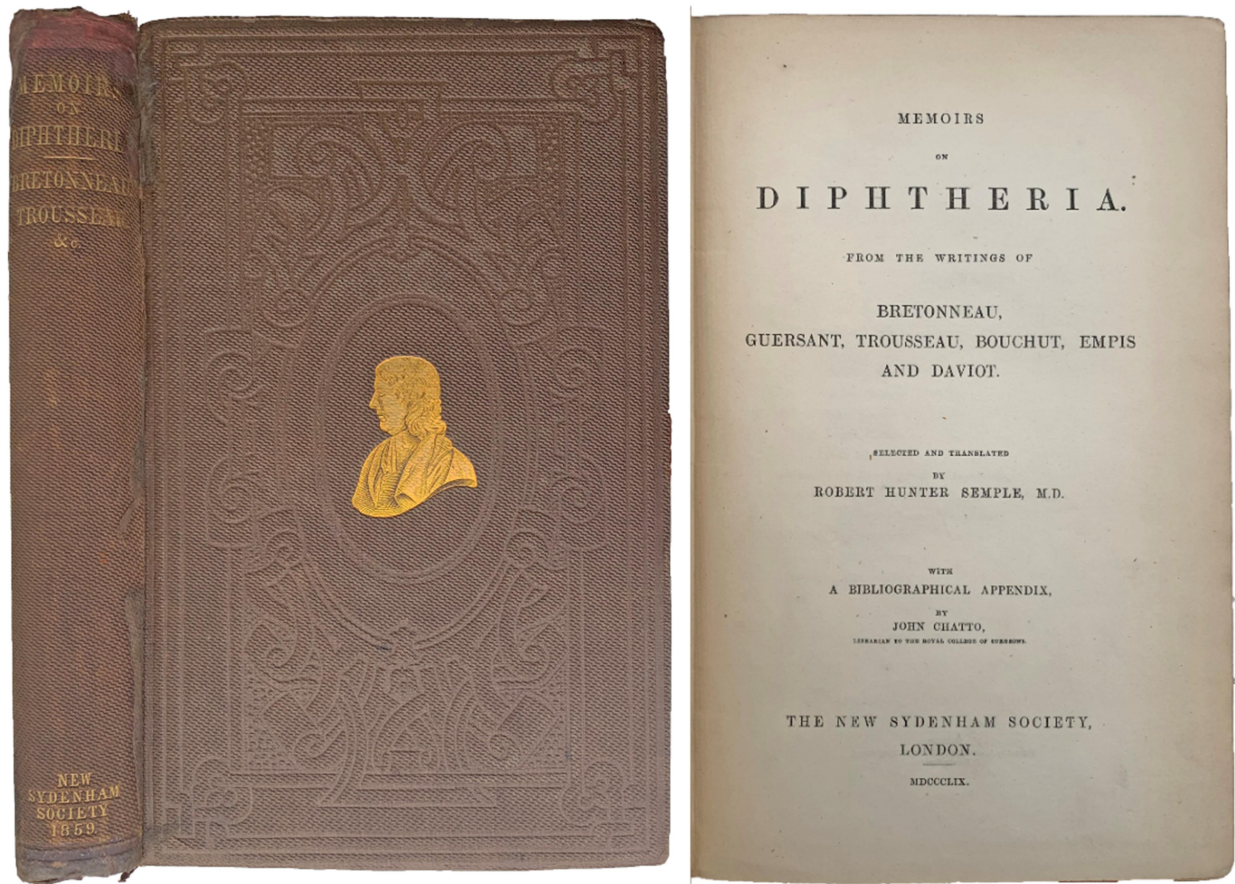 MEMOIRS
ON
DIPHTHERIA
BRETONNEAU
TROUSSEAU
&c.
NEW
SYDENHAM
SOCIETY
1859.
MEMOIRS
ON
DIPHTHERIA.
FROM THE WRITINGS OF
BRETONNEAU,
GUERSANT, TROUSSEAU, BOUCHUT, EMPIS
AND DAVIOT.
SELECTED AND TRANSLATED
BY
ROBERT HUNTER SEMPLE, M.D.
WITH
A BIBLIOGRAPHICAL APPENDIX,
BY
JOHN CHATTO,
LIBRARIAN TO THE ROYAL COLLEGE OF SURGEONS.
THE NEW SYDENHAM SOCIETY,
LONDON.
MDCCCLIX.